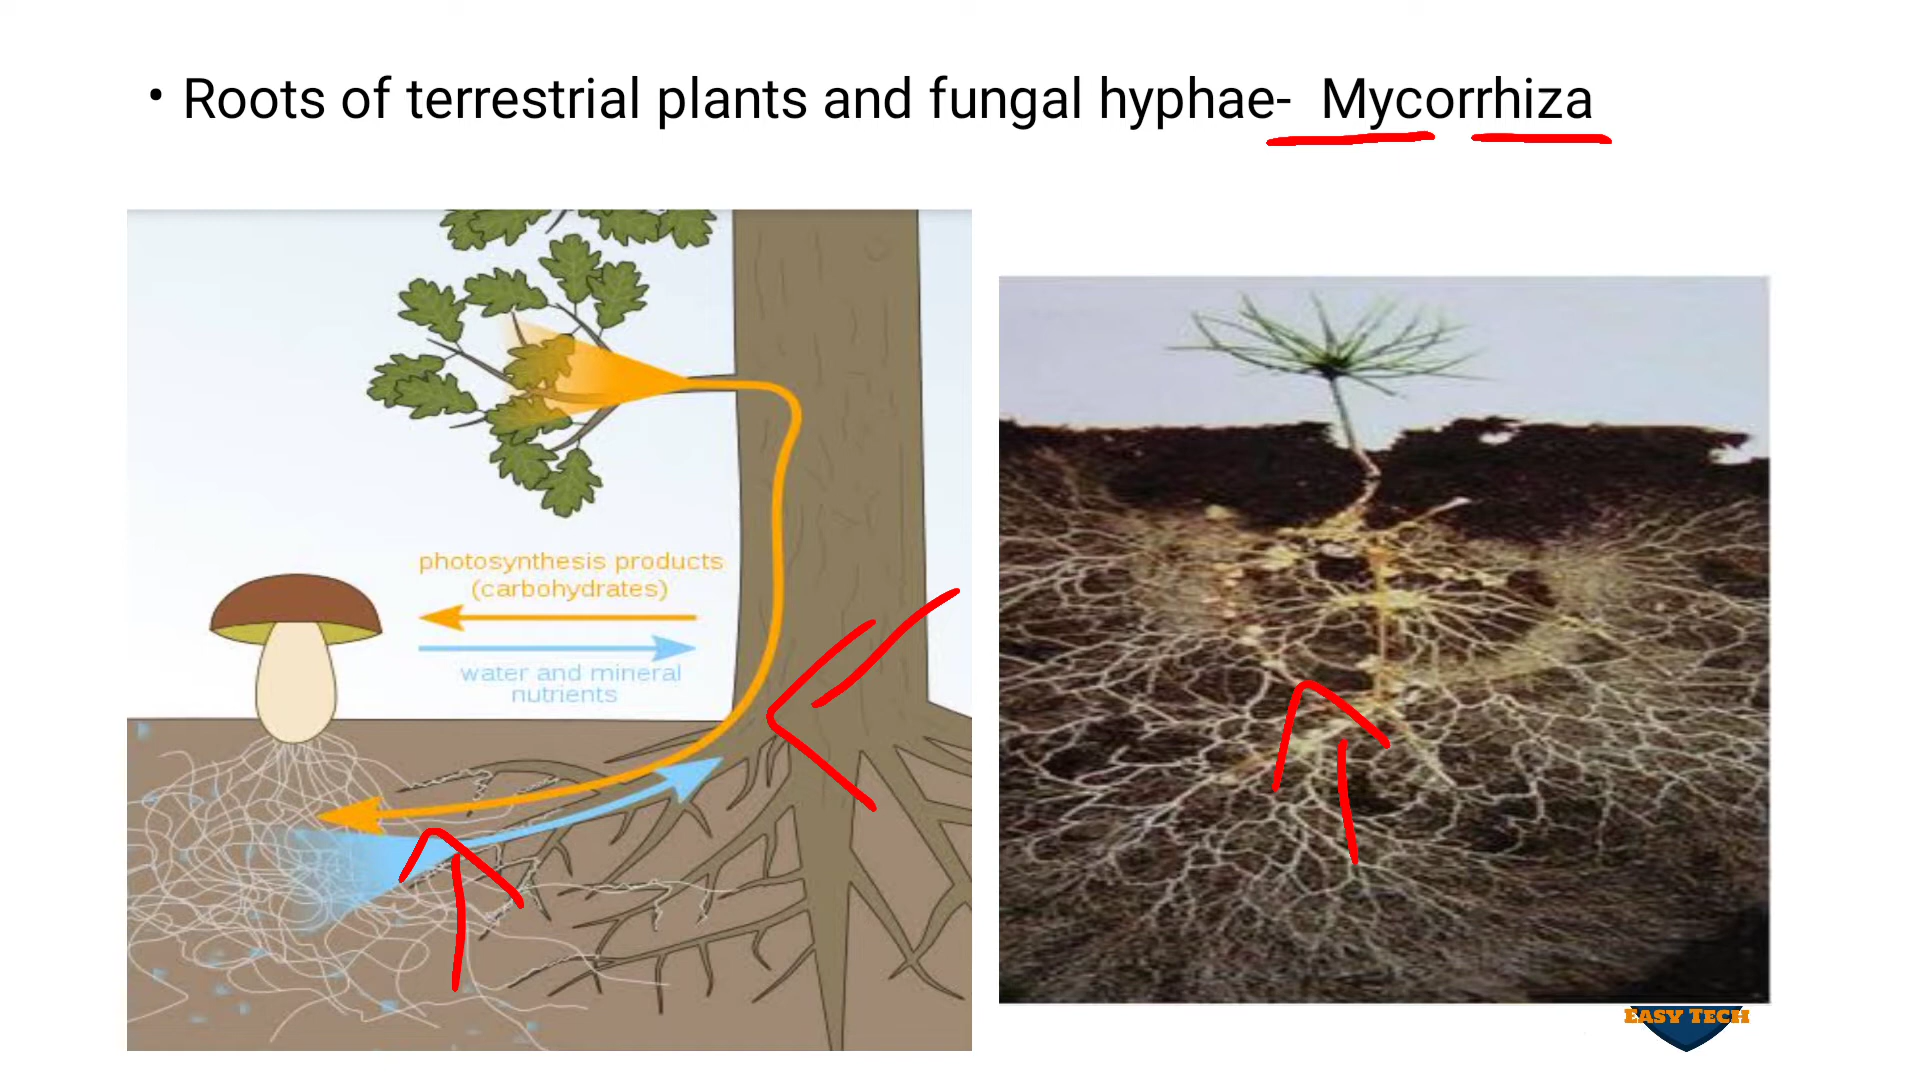 • Roots of terrestrial plants and fungal hyphae- Mycorrhiza
photosynthesis products
(carbohydrates)
water and mineral
nutrients
EASY TECH